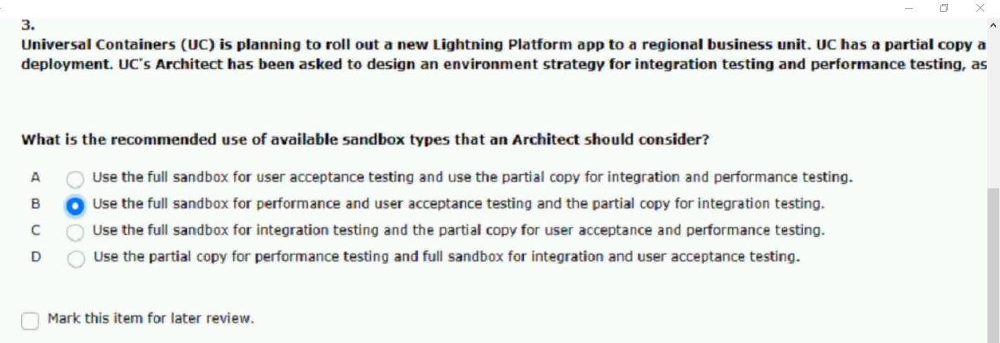 3.
Universal Containers (UC) is planning to roll out a new Lightning Platform app to a regional business unit. UC has a partial copy a
deployment. UC's Architect has been asked to design an environment strategy for integration testing and performance testing, as
What is the recommended use of available sandbox types that an Architect should consider?
A Use the full sandbox for user acceptance testing and use the partial copy for integration and performance testing.
B Use the full sandbox for performance and user acceptance testing and the partial copy for integration testing.
C Use the full sandbox for integration testing and the partial copy for user acceptance and performance testing.
D Use the partial copy for performance testing and full sandbox for integration and user acceptance testing.
Mark this item for later review.